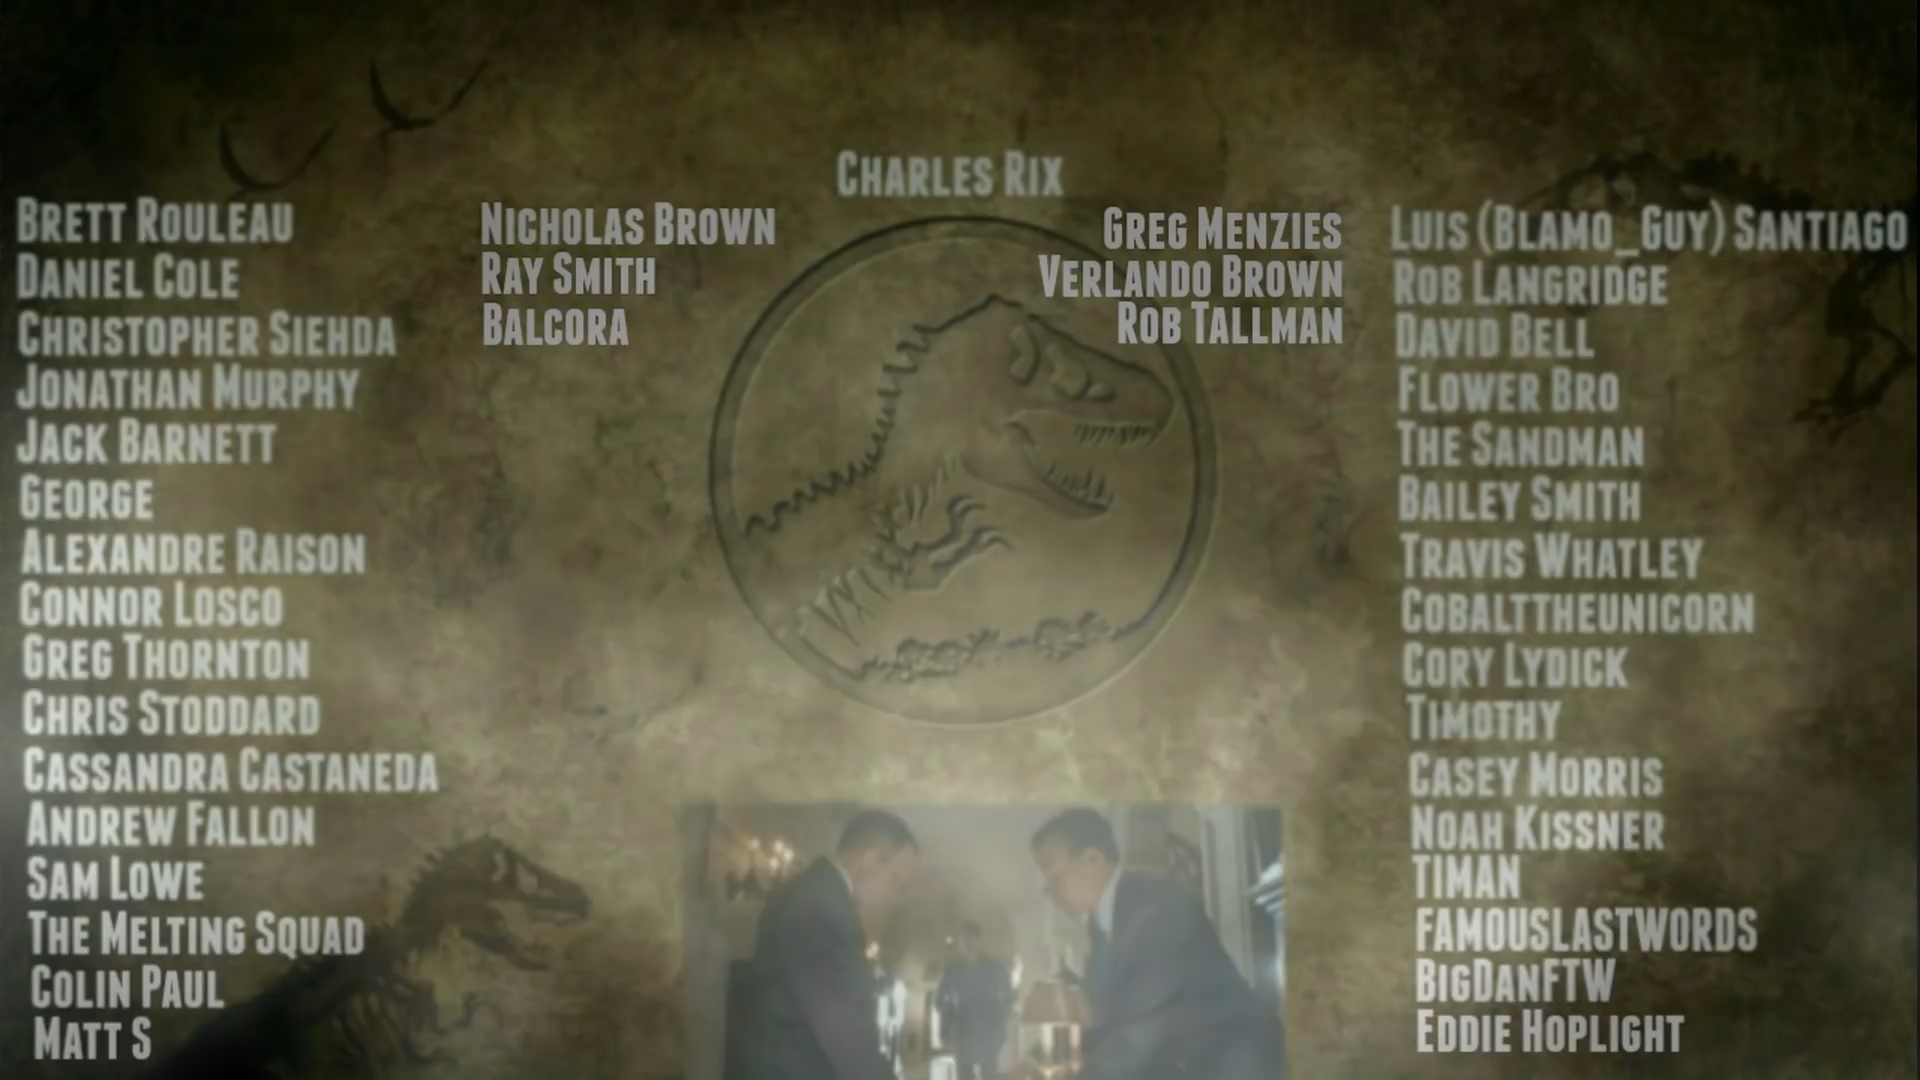 Charles Rix
Brett Rouleau
Daniel Cole
Christopher Siehda
Jonathan Murphy
Jack Barnett
George
Alexandre Raison
Connor Losco
Greg Thornton
Chris Stoddard
Cassandra Castaneda
Andrew Fallon
Sam Lowe
The Melting Squad
Colin Paul
Matt S
Nicholas Brown
Ray Smith
Balcora
Greg Menzies
Verlando Brown
Rob Tallman
Luis (Blamo_Guy) Santiago
Rob Langridge
David Bell
Flower Bro
The Sandman
Bailey Smith
Travis Whatley
Cobalttheunicorn
Cory Lydick
Timothy
Casey Morris
Noah Kissner
TIMAN
FAMOUSLASTWORDS
BigDanFTW
Eddie Hoplight